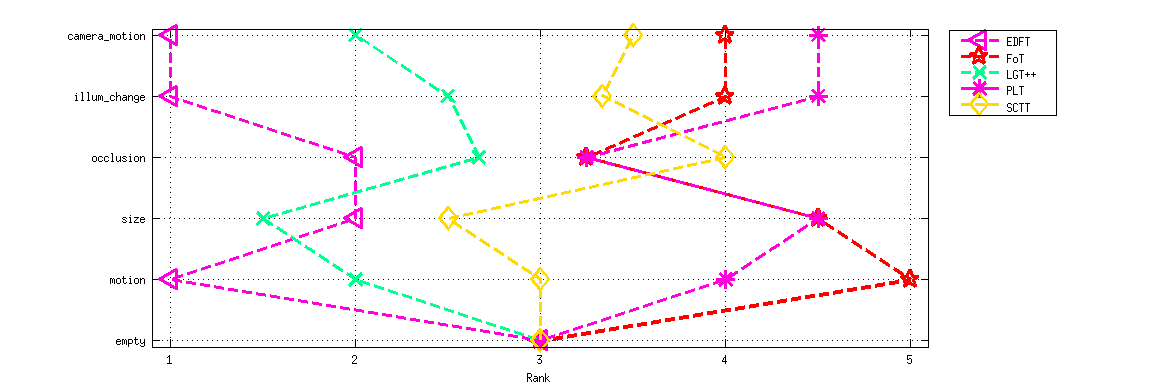 camera_motion
illum_change
occlusion
size
motion
empty
1 2 3 4 5
Rank
EDFT
FoT
LGT++
PLT
SCTT